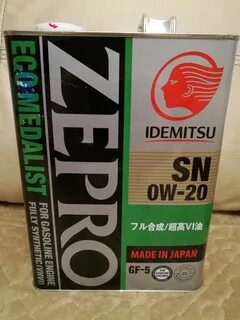 ZEPRO
ECOMEDALIST
FOR GASOLINE ENGINE
FULLY SYNTHETIC (VHVI)
IDEMITSU
SN
0W-20
フル合成/超高VI油
MADE IN JAPAN
GF-5